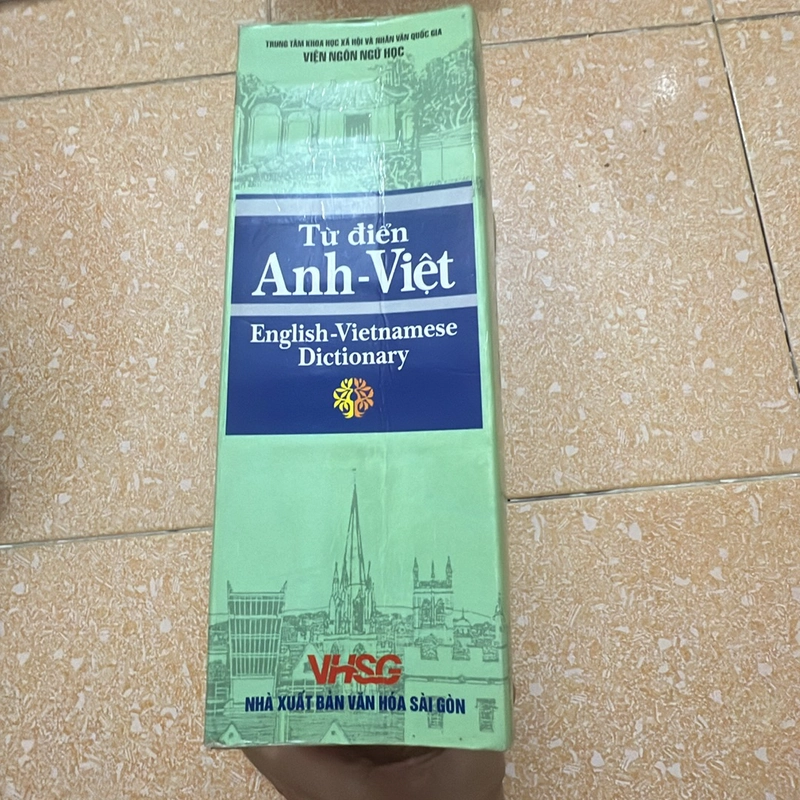 TRUNG TÂM KHOA HỌC XÃ HỘI VÀ NHÂN VĂN QUỐC GIA
VIỆN NGÔN NGỮ HỌC
Từ điển
Anh-Việt
English-Vietnamese
Dictionary
VHSG
NHÀ XUẤT BẢN VĂN HÓA SÀI GÒN